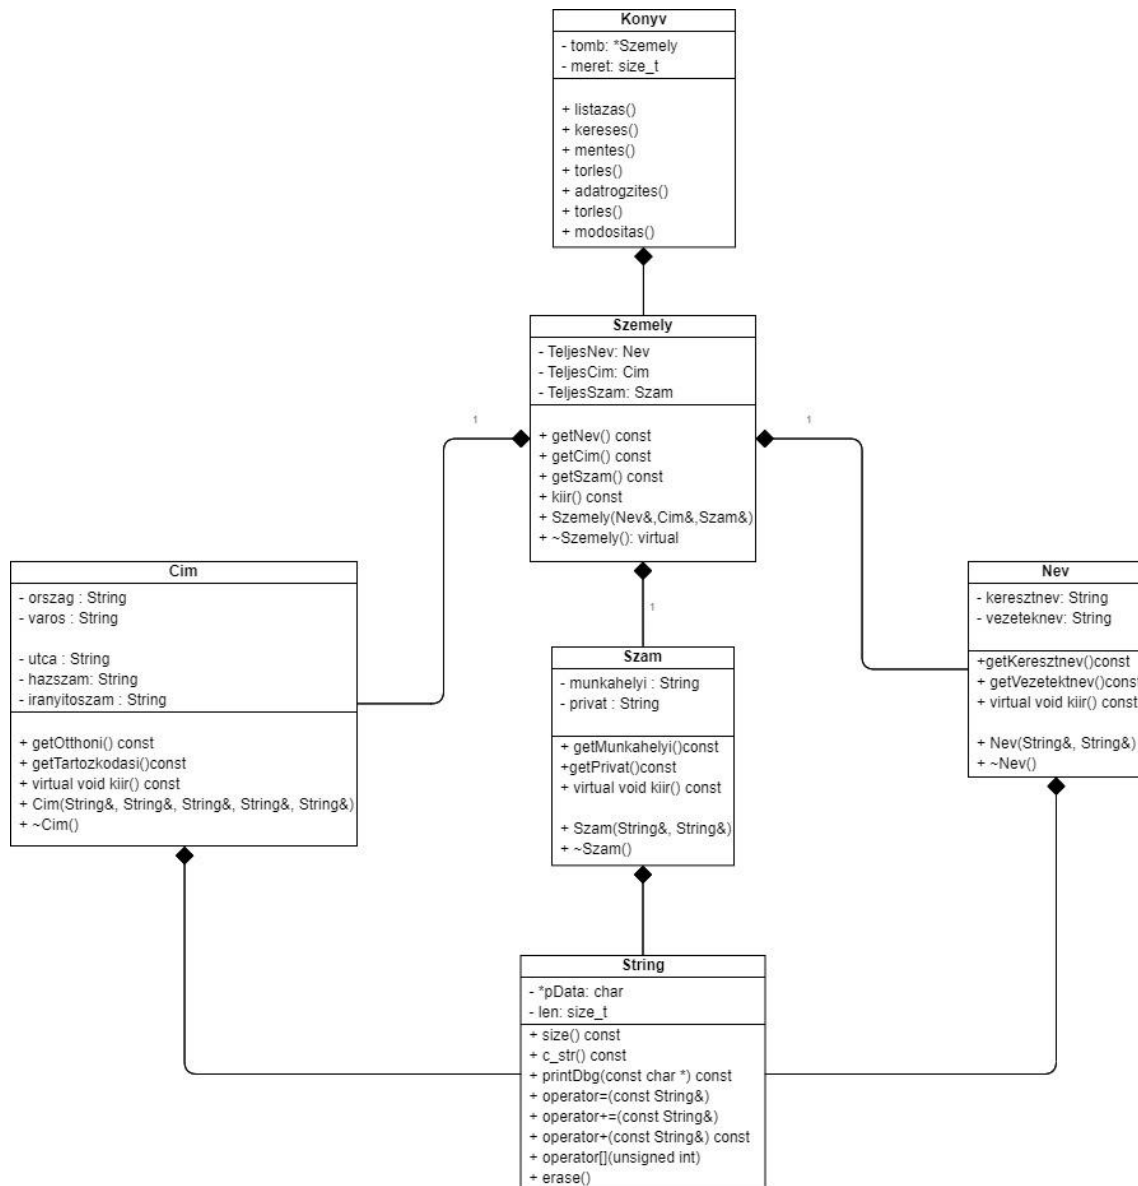 Konyv
- tomb: *Szemely
- meret: size_t
+ listazas()
+ kereses()
+ mentes()
+ torles()
+ adatrogzites()
+ torles()
+ modositas()
Szemely
- TeljesNev: Nev
- TeljesCim: Cim
- TeljesSzam: Szam
+ getNev() const
+ getCim() const
+ getSzam() const
+ kiir() const
+ Szemely(Nev&,Cim&,Szam&)
+ ~Szemely(): virtual
1
1
1
Cim
- orszag : String
- varos : String
- utca : String
- hazszam: String
- iranyitoszam : String
+ getOtthoni() const
+ getTartozkodasi()const
+ virtual void kiir() const
+ Cim(String&, String&, String&, String&, String&)
+ ~Cim()
Szam
- munkahelyi : String
- privat : String
+ getMunkahelyi()const
+getPrivat()const
+ virtual void kiir() const
+ Szam(String&, String&)
+ ~Szam()
Nev
- keresztnev: String
- vezeteknev: String
+getKeresztnev()const
+ getVezetektnev()const
+ virtual void kiir() const
+ Nev(String&, String&)
+ ~Nev()
String
- *pData: char
- len: size_t
+ size() const
+ c_str() const
+ printDbg(const char *) const
+ operator=(const String&)
+ operator+=(const String&)
+ operator+(const String&) const
+ operator[](unsigned int)
+ erase()